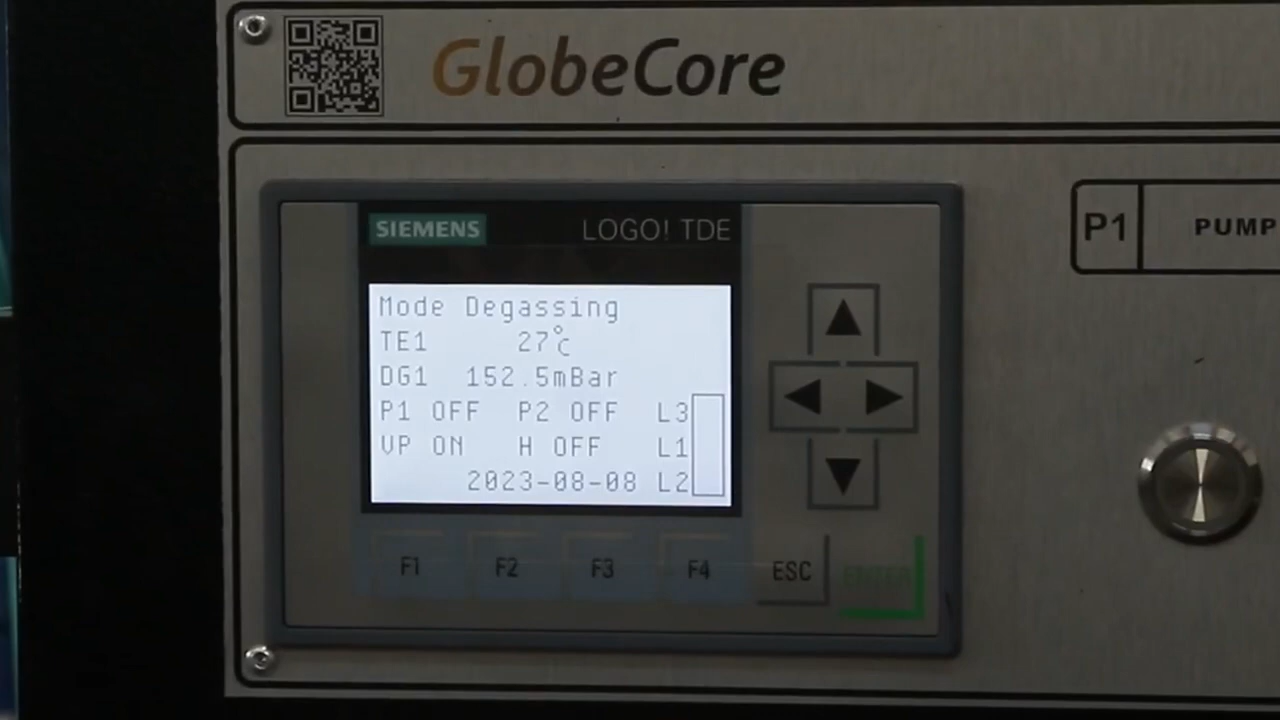 GlobeCore
SIEMENS LOGO! TDE
P1 PUMP
Mode Degassing
TE1 27°C
DG1 152.5mBar
P1 OFF P2 OFF L3
VP ON H OFF L1
2023-08-08 L2
F1 F2 F3 F4 ESC ENTER